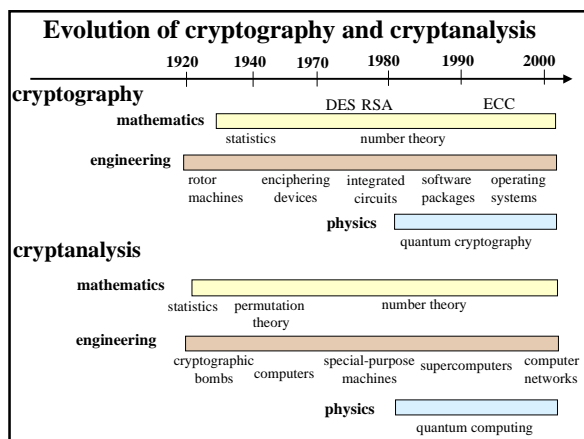 Evolution of cryptography and cryptanalysis
1920 1940 1970 1980 1990 2000
cryptography
DES RSA ECC
mathematics
statistics number theory
engineering
rotor machines
enciphering devices
integrated circuits
software packages
operating systems
physics
quantum cryptography
cryptanalysis
mathematics
statistics
permutation theory
number theory
engineering
cryptographic bombs
computers
special-purpose machines
supercomputers
computer networks
physics
quantum computing